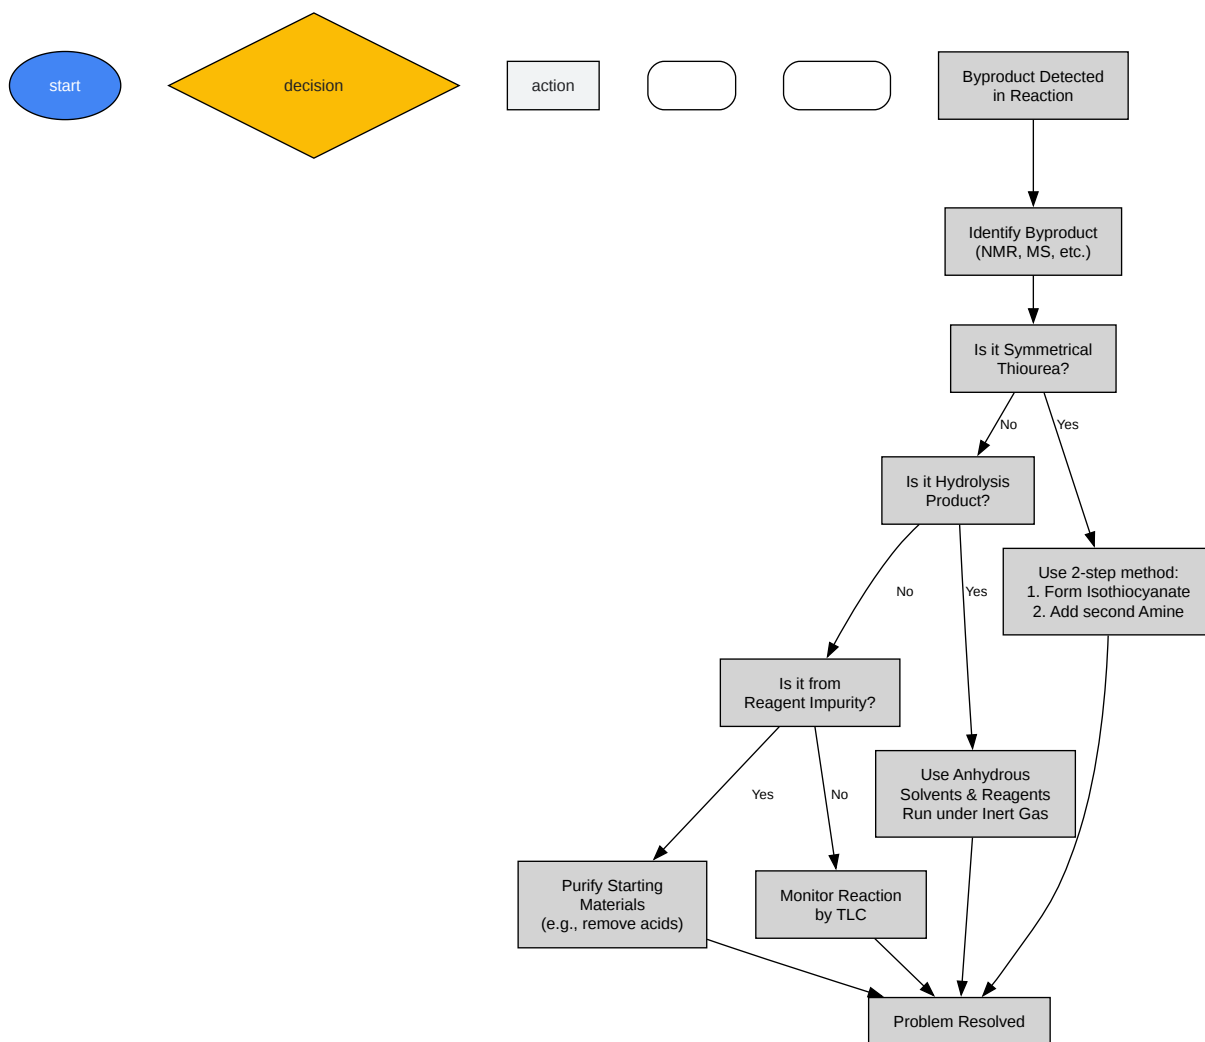 start
decision
action
Byproduct Detected
in Reaction
Identify Byproduct
(NMR, MS, etc.)
Is it Symmetrical
Thiourea?
No
Yes
Is it Hydrolysis
Product?
Use 2-step method:
1. Form Isothiocyanate
2. Add second Amine
No
Yes
Is it from
Reagent Impurity?
Use Anhydrous
Solvents & Reagents
Run under Inert Gas
Yes
No
Purify Starting
Materials
(e.g., remove acids)
Monitor Reaction
by TLC
Problem Resolved